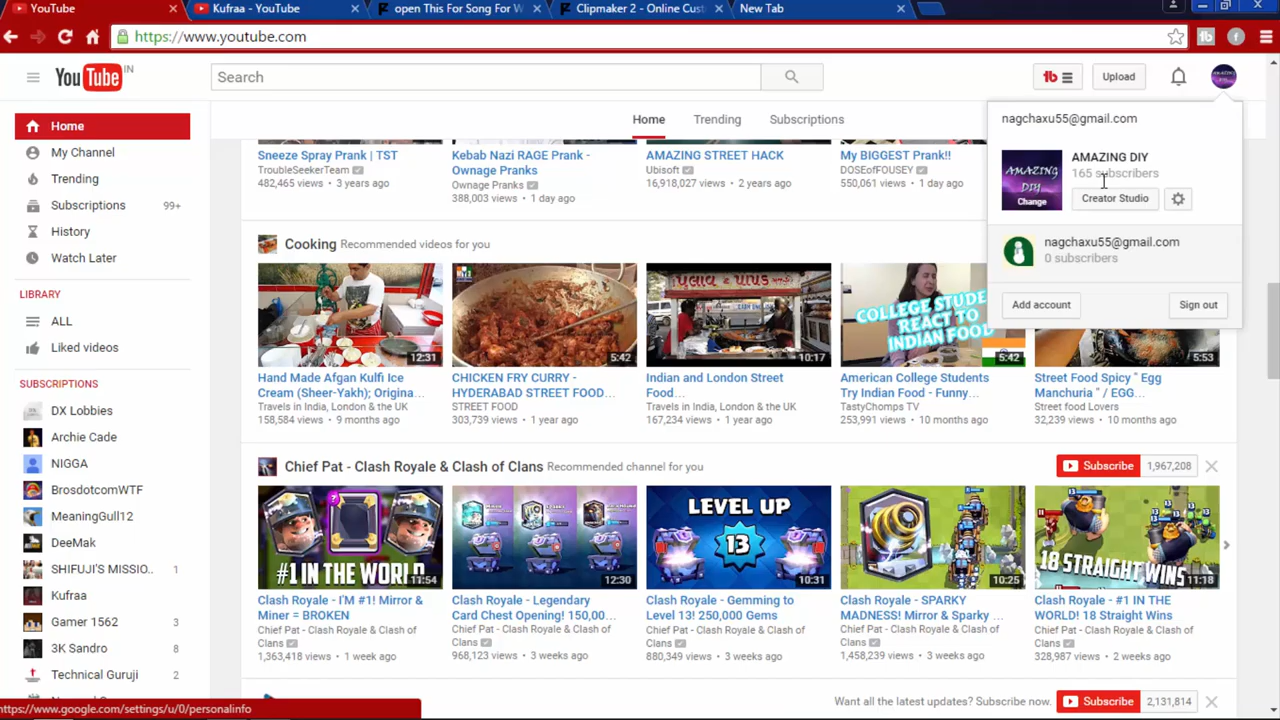 YouTube
Kufraa - YouTube
open This For Song For W
Clipmaker 2 - Online Cust
New Tab
https://www.youtube.com
YouTube IN
Search
Upload
Home
Trending
Subscriptions
nagchaxu55@gmail.com
AMAZING DIY
165 subscribers
AMAZING
DIY
Change
Creator Studio
nagchaxu55@gmail.com
0 subscribers
Add account
Sign out
Home
My Channel
Trending
Subscriptions 99+
History
Watch Later
LIBRARY
ALL
Liked videos
SUBSCRIPTIONS
DX Lobbies
Archie Cade
NIGGA
BrosdotcomWTF
MeaningGull12
DeeMak
SHIFUJI'S MISSIO.. 1
Kufraa
Gamer 1562 3
3K Sandro 8
Technical Guruji 2
Sneeze Spray Prank | TST
TroubleSeekerTeam
482,465 views • 3 years ago
Kebab Nazi RAGE Prank -
Ownage Pranks
Ownage Pranks
388,003 views • 1 day ago
AMAZING STREET HACK
Ubisoft
16,918,027 views • 2 years ago
My BIGGEST Prank!!
DOSEofFOUSEY
550,061 views • 1 day ago
Cooking Recommended videos for you
12:31
5:42
10:17
COLLEGE STUDE
REACT TO
INDIAN FOOD
5:42
5:53
Hand Made Afgan Kulfi Ice
Cream (Sheer-Yakh); Origina...
Travels in India, London & the UK
158,584 views • 9 months ago
CHICKEN FRY CURRY -
HYDERABAD STREET FOOD...
STREET FOOD
303,739 views • 1 year ago
Indian and London Street
Food...
Travels in India, London & the UK
167,234 views • 1 year ago
American College Students
Try Indian Food - Funny...
TastyChomps TV
253,991 views • 10 months ago
Street Food Spicy " Egg
Manchuria " / EGG...
Street food Lovers
32,239 views • 10 months ago
Chief Pat - Clash Royale & Clash of Clans Recommended channel for you
Subscribe 1,967,208
#1 IN THE WORLD!
11:54
12:30
LEVEL UP
13
10:31
10:25
18 STRAIGHT WINS
11:18
Clash Royale - I'M #1! Mirror &
Miner = BROKEN
Chief Pat - Clash Royale & Clash of
Clans
1,363,418 views • 1 week ago
Clash Royale - Legendary
Card Chest Opening! 150,00...
Chief Pat - Clash Royale & Clash of
Clans
968,123 views • 3 weeks ago
Clash Royale - Gemming to
Level 13! 250,000 Gems
Chief Pat - Clash Royale & Clash of
Clans
880,349 views • 3 weeks ago
Clash Royale - SPARKY
MADNESS! Mirror & Sparky ...
Chief Pat - Clash Royale & Clash of
Clans
1,458,239 views • 3 weeks ago
Clash Royale - #1 IN THE
WORLD! 18 Straight Wins
Chief Pat - Clash Royale & Clash of
Clans
328,987 views • 2 weeks ago
Want all the latest updates? Subscribe now.
Subscribe 2,131,814
https://www.google.com/settings/u/0/personalinfo